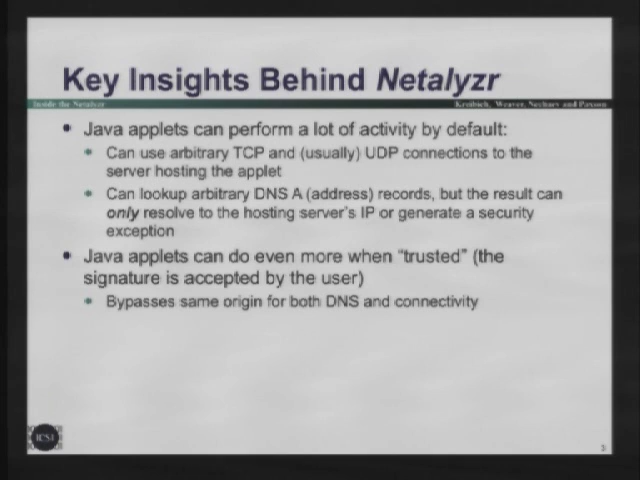 Key Insights Behind Netalyzr
Inside the Netalyzr
Kreibich, Weaver, Nechaev and Paxson
• Java applets can perform a lot of activity by default:
• Can use arbitrary TCP and (usually) UDP connections to the
server hosting the applet
• Can lookup arbitrary DNS A (address) records, but the result can
only resolve to the hosting server's IP or generate a security
exception
• Java applets can do even more when "trusted" (the
signature is accepted by the user)
• Bypasses same origin for both DNS and connectivity
ICSI
3